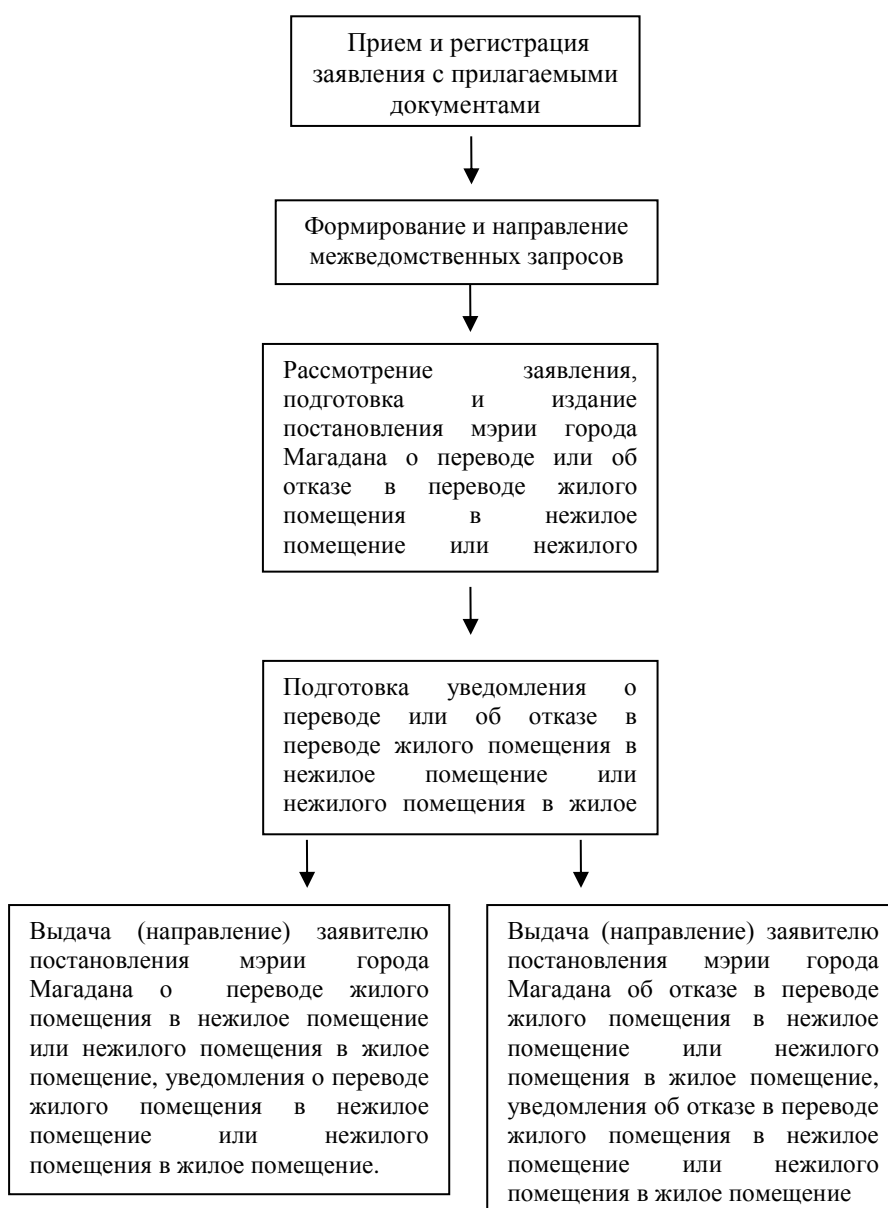 Прием и регистрация
заявления с прилагаемыми
документами
Формирование и направление
межведомственных запросов
Рассмотрение заявления,
подготовка и издание
постановления мэрии города
Магадана о переводе или об
отказе в переводе жилого
помещения в нежилое
помещение или нежилого
Подготовка уведомления о
переводе или об отказе в
переводе жилого помещения в
нежилое помещение или
нежилого помещения в жилое
Выдача (направление) заявителю
постановления мэрии города
Магадана о переводе жилого
помещения в нежилое помещение
или нежилого помещения в жилое
помещение, уведомления о переводе
жилого помещения в нежилое
помещение или нежилого
помещения в жилое помещение.
Выдача (направление) заявителю
постановления мэрии города
Магадана об отказе в переводе
жилого помещения в нежилое
помещение или нежилого
помещения в жилое помещение,
уведомления об отказе в переводе
жилого помещения в нежилое
помещение или нежилого
помещения в жилое помещение